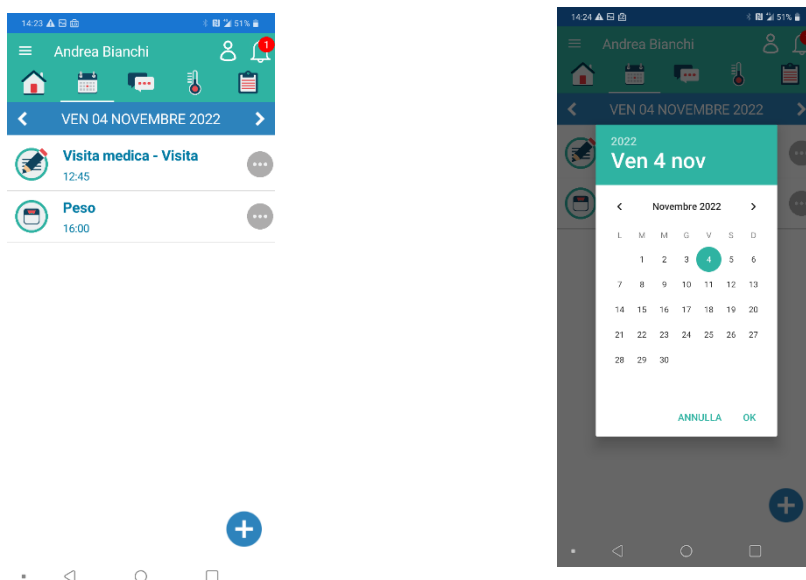 14:23 51%
Andrea Bianchi
1
VEN 04 NOVEMBRE 2022
Visita medica - Visita
12:45
Peso
16:00
14:24 51%
Andrea Bianchi
VEN 04 NOVEMBRE 2022
2022
Ven 4 nov
Novembre 2022
L M M G V S D
1 2 3 4 5 6
7 8 9 10 11 12 13
14 15 16 17 18 19 20
21 22 23 24 25 26 27
28 29 30
ANNULLA OK